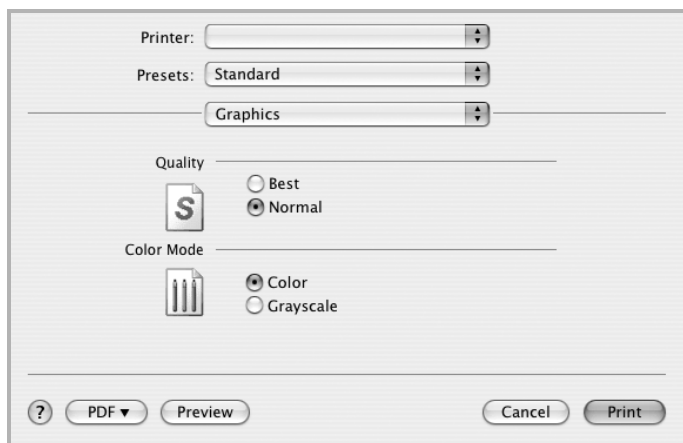 Printer:
Presets: Standard
Graphics
Quality
Best
S
Normal
Color Mode
Color
Grayscale
? PDF▼ Preview Cancel Print